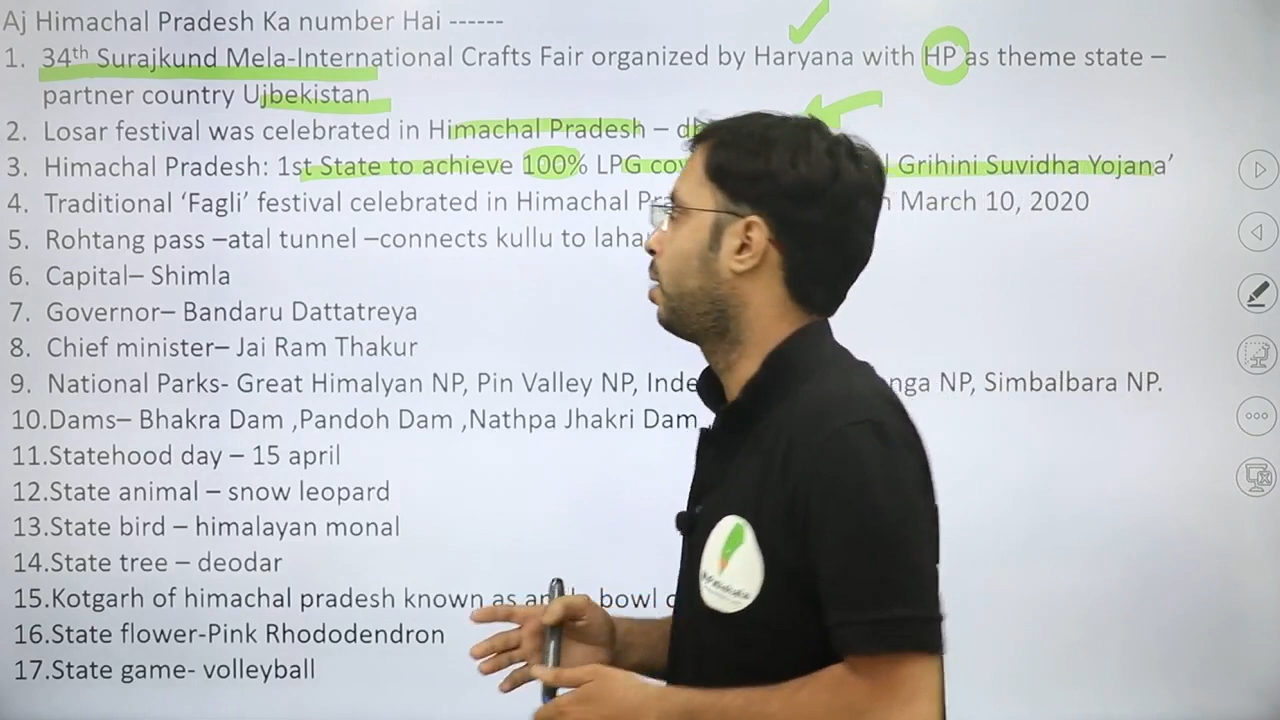 Aj Himachal Pradesh Ka number Hai ------
1. 34th Surajkund Mela-International Crafts Fair organized by Haryana with HP as theme state –
partner country Ujbekistan
2. Losar festival was celebrated in Himachal Pradesh –
3. Himachal Pradesh: 1st State to achieve 100% LPG Grihini Suvidha Yojana’
4. Traditional ‘Fagli’ festival celebrated in Himachal March 10, 2020
5. Rohtang pass –atal tunnel –connects kullu to
6. Capital– Shimla
7. Governor– Bandaru Dattatreya
8. Chief minister– Jai Ram Thakur
9. National Parks- Great Himalyan NP, Pin Valley NP, NP, Simbalbara NP.
10.Dams– Bhakra Dam ,Pandoh Dam ,Nathpa Jhakri Dam
11.Statehood day – 15 april
12.State animal – snow leopard
13.State bird – himalayan monal
14.State tree – deodar
15.Kotgarh of himachal pradesh known as bowl
16.State flower-Pink Rhododendron
17.State game- volleyball